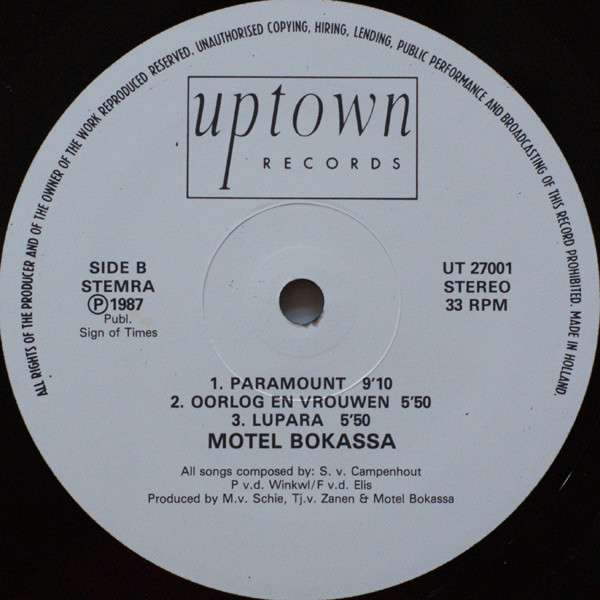 ALL RIGHTS OF THE PRODUCER AND OF THE OWNER OF THE WORK REPRODUCED RESERVED. UNAUTHORISED COPYING, HIRING, LENDING, PUBLIC PERFORMANCE AND BROADCASTING OF THIS RECORD PROHIBITED. MADE IN HOLLAND.
uptown
RECORDS
SIDE B
STEMRA
Ⓟ 1987
Publ.
Sign of Times
UT 27001
STEREO
33 RPM
1. PARAMOUNT 9'10
2. OORLOG EN VROUWEN 5'50
3. LUPARA 5'50
MOTEL BOKASSA
All songs composed by: S. v. Campenhout
P v.d. Winkwl/F v.d. Elis
Produced by M.v. Schie, Tj.v. Zanen & Motel Bokassa